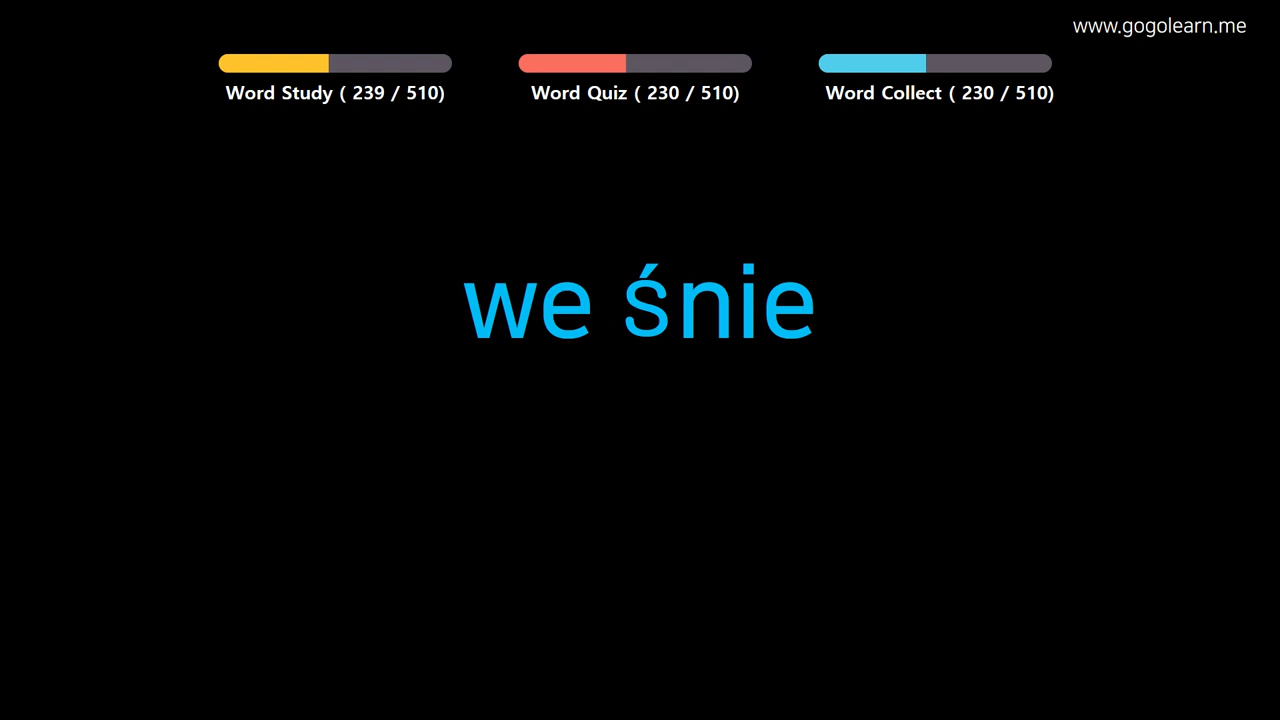 www.gogolearn.me
Word Study ( 239 / 510)
Word Quiz ( 230 / 510)
Word Collect ( 230 / 510)
we śnie